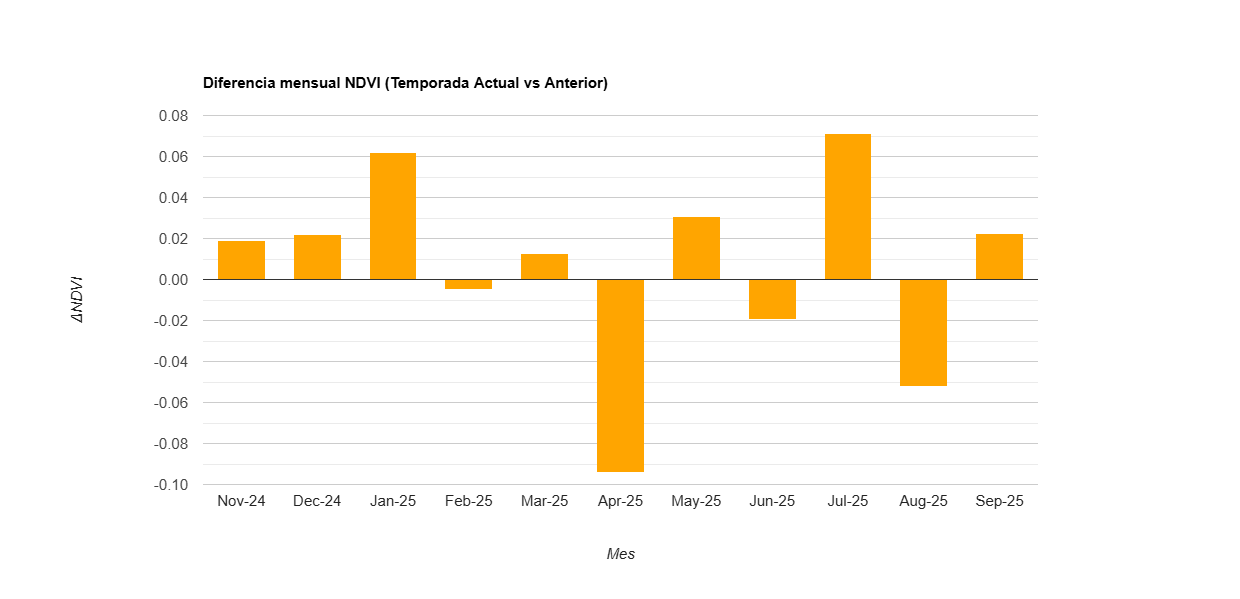 Diferencia mensual NDVI (Temporada Actual vs Anterior)
0.08
0.06
0.04
0.02
0.00
-0.02
-0.04
-0.06
-0.08
-0.10
ΔNDVI
Nov-24 Dec-24 Jan-25 Feb-25 Mar-25 Apr-25 May-25 Jun-25 Jul-25 Aug-25 Sep-25
Mes